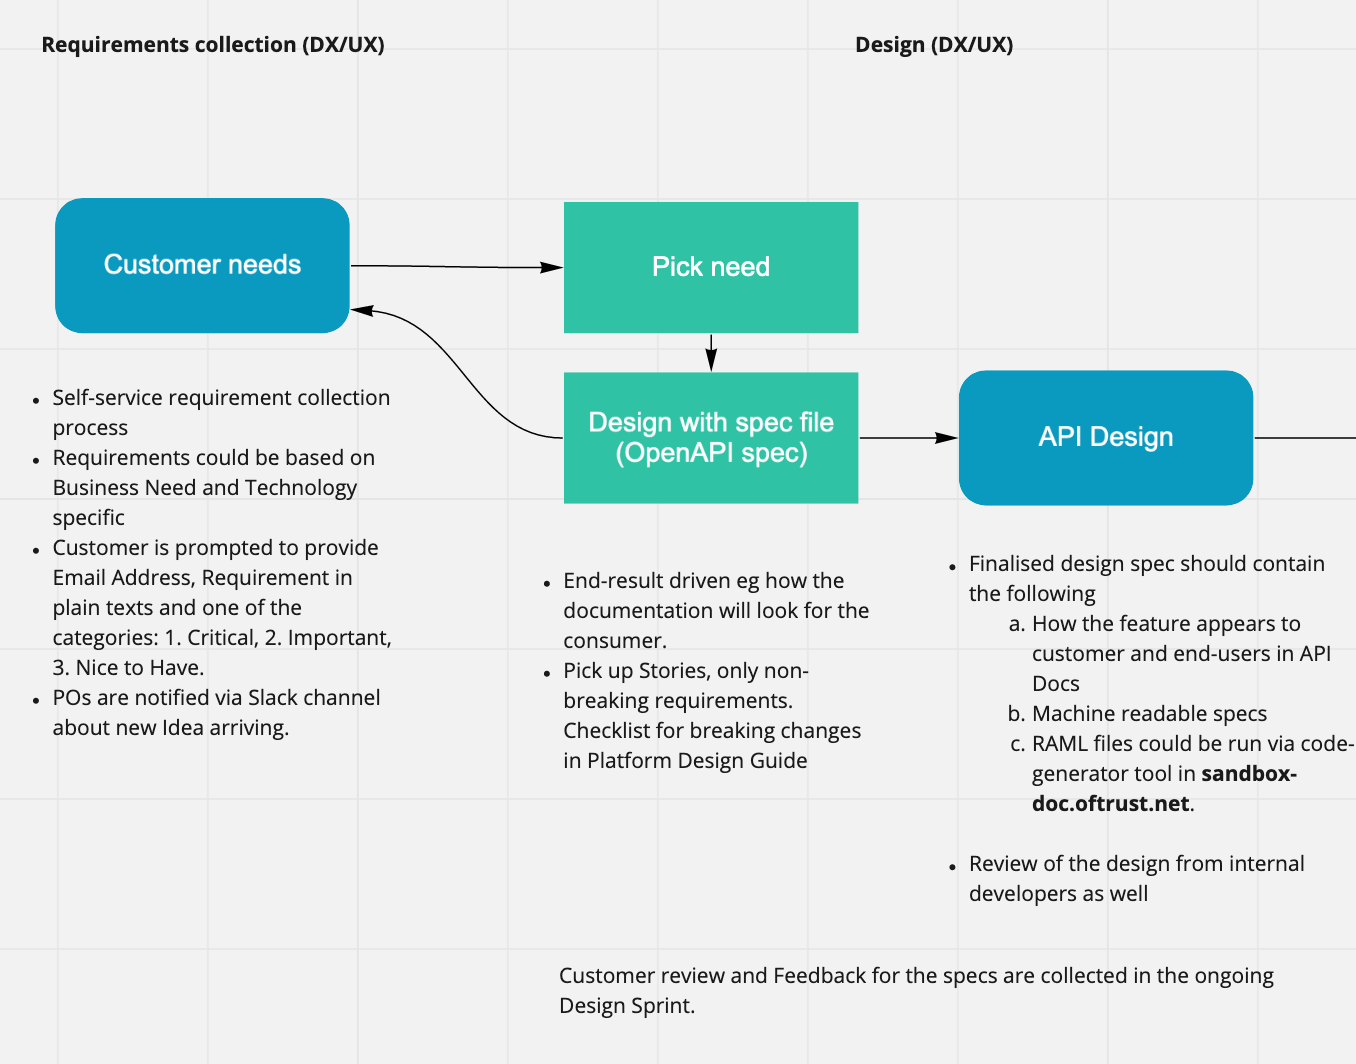 Requirements collection (DX/UX)
Design (DX/UX)
Customer needs
Pick need
Design with spec file
(OpenAPI spec)
API Design
• Self-service requirement collection
process
• Requirements could be based on
Business Need and Technology
specific
• Customer is prompted to provide
Email Address, Requirement in
plain texts and one of the
categories: 1. Critical, 2. Important,
3. Nice to Have.
• POs are notified via Slack channel
about new Idea arriving.
• End-result driven eg how the
documentation will look for the
consumer.
• Pick up Stories, only non-
breaking requirements.
Checklist for breaking changes
in Platform Design Guide
• Finalised design spec should contain
the following
a. How the feature appears to
customer and end-users in API
Docs
b. Machine readable specs
c. RAML files could be run via code-
generator tool in sandbox-
doc.oftrust.net.
• Review of the design from internal
developers as well
Customer review and Feedback for the specs are collected in the ongoing
Design Sprint.